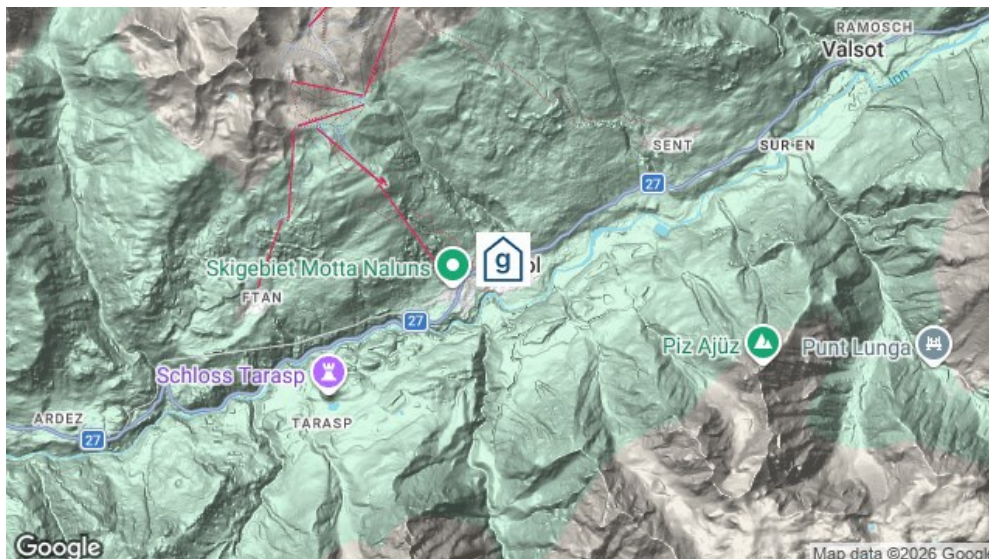 RAMOSCH
Valsot
Inn
SENT
SUR EN
27
g
Skigebiet Motta Naluns
FTAN
27
Piz Ajüz
Punt Lunga
Schloss Tarasp
ARDEZ
TARASP
27
Google
Map data ©2026 Google